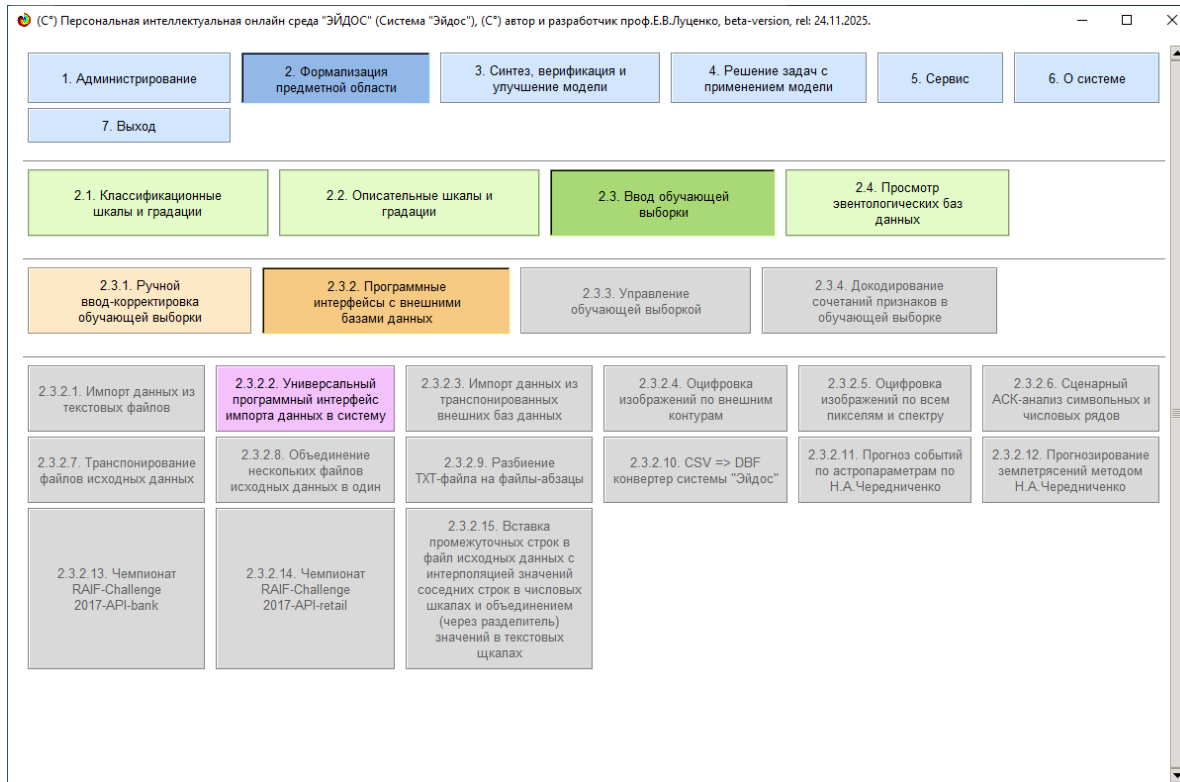 (С°) Персональная интеллектуальная онлайн среда "ЭЙДОС" (Система "Эйдос"), (С°) автор и разработчик проф.Е.В.Луценко, beta-version, rel: 24.11.2025.
1. Администрирование
2. Формализация
предметной области
3. Синтез, верификация и
улучшение модели
4. Решение задач с
применением модели
5. Сервис
6. О системе
7. Выход
2.1. Классификационные
шкалы и градации
2.2. Описательные шкалы и
градации
2.3. Ввод обучающей
выборки
2.4. Просмотр
эвентологических баз
данных
2.3.1. Ручной
ввод-корректировка
обучающей выборки
2.3.2. Программные
интерфейсы с внешними
базами данных
2.3.3. Управление
обучающей выборкой
2.3.4. Докодирование
сочетаний признаков в
обучающей выборке
2.3.2.1. Импорт данных из
текстовых файлов
2.3.2.2. Универсальный
программный интерфейс
импорта данных в систему
2.3.2.3. Импорт данных из
транспонированных
внешних баз данных
2.3.2.4. Оцифровка
изображений по внешним
контурам
2.3.2.5. Оцифровка
изображений по всем
пикселям и спектру
2.3.2.6. Сценарный
АСК-анализ символьных и
числовых рядов
2.3.2.7. Транспонирование
файлов исходных данных
2.3.2.8. Объединение
нескольких файлов
исходных данных в один
2.3.2.9. Разбиение
TXT-файла на файлы-абзацы
2.3.2.10. CSV => DBF
конвертер системы "Эйдос"
2.3.2.11. Прогноз событий
по астропараметрам по
Н.А.Чередниченко
2.3.2.12. Прогнозирование
землетрясений методом
Н.А.Чередниченко
2.3.2.13. Чемпионат
RAIF-Challenge
2017-API-bank
2.3.2.14. Чемпионат
RAIF-Challenge
2017-API-retail
2.3.2.15. Вставка
промежуточных строк в
файл исходных данных с
интерполяцией значений
соседних строк в числовых
шкалах и объединением
(через разделитель)
значений в текстовых
щкалах